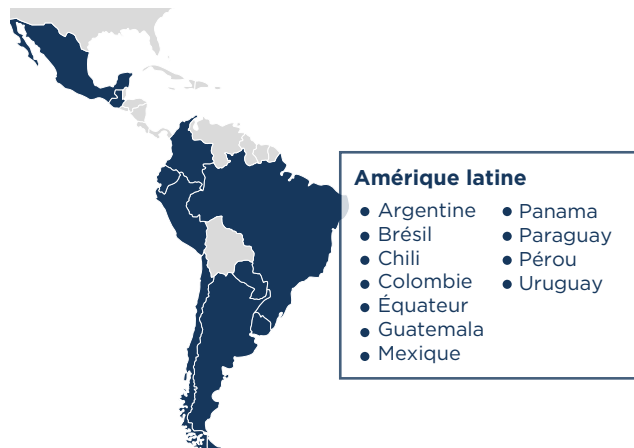 Amérique latine
• Argentine
• Brésil
• Chili
• Colombie
• Équateur
• Guatemala
• Mexique
• Panama
• Paraguay
• Pérou
• Uruguay